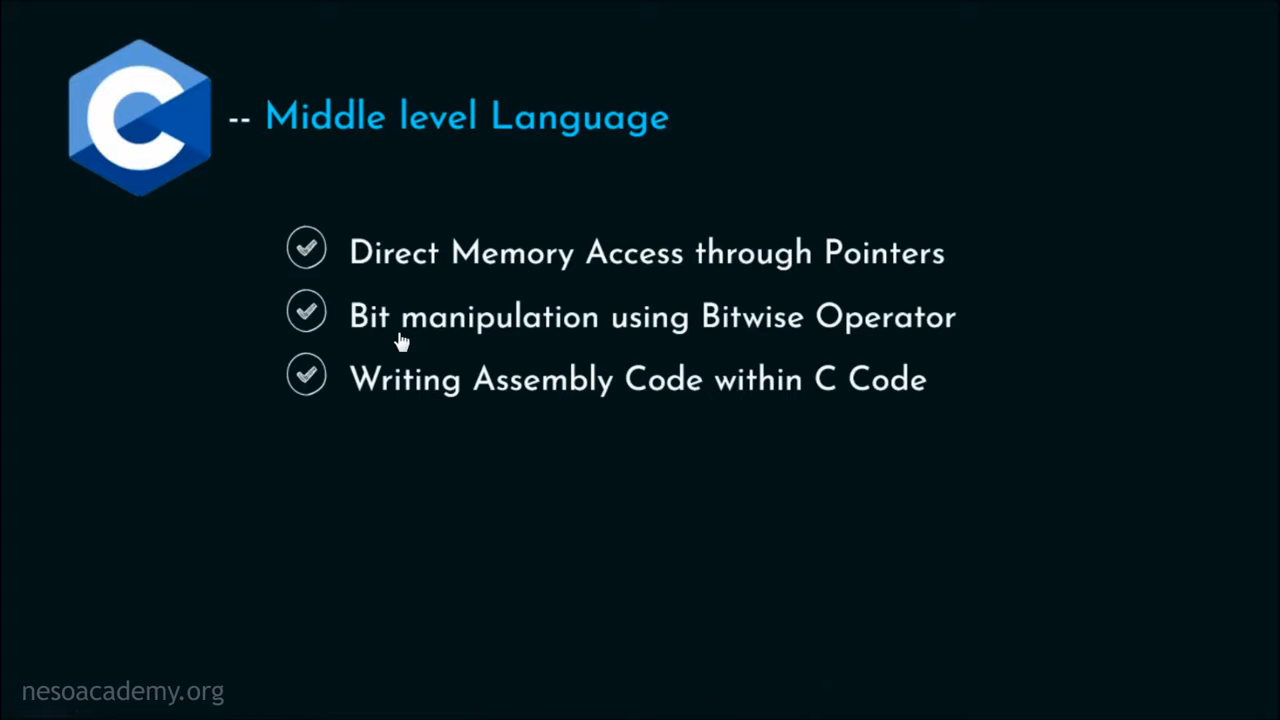 C -- Middle level Language
Direct Memory Access through Pointers
Bit manipulation using Bitwise Operator
Writing Assembly Code within C Code
nesoacademy.org